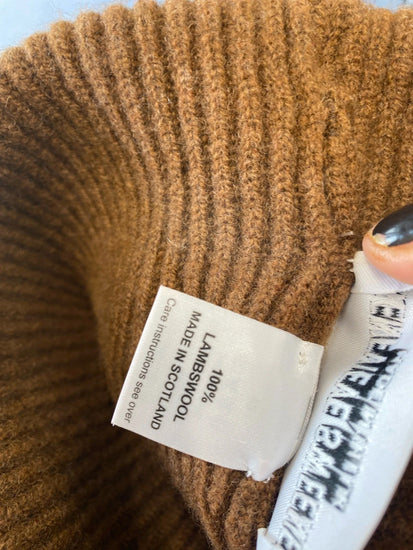 100%
LAMBSWOOL
MADE IN SCOTLAND
Care instructions see over